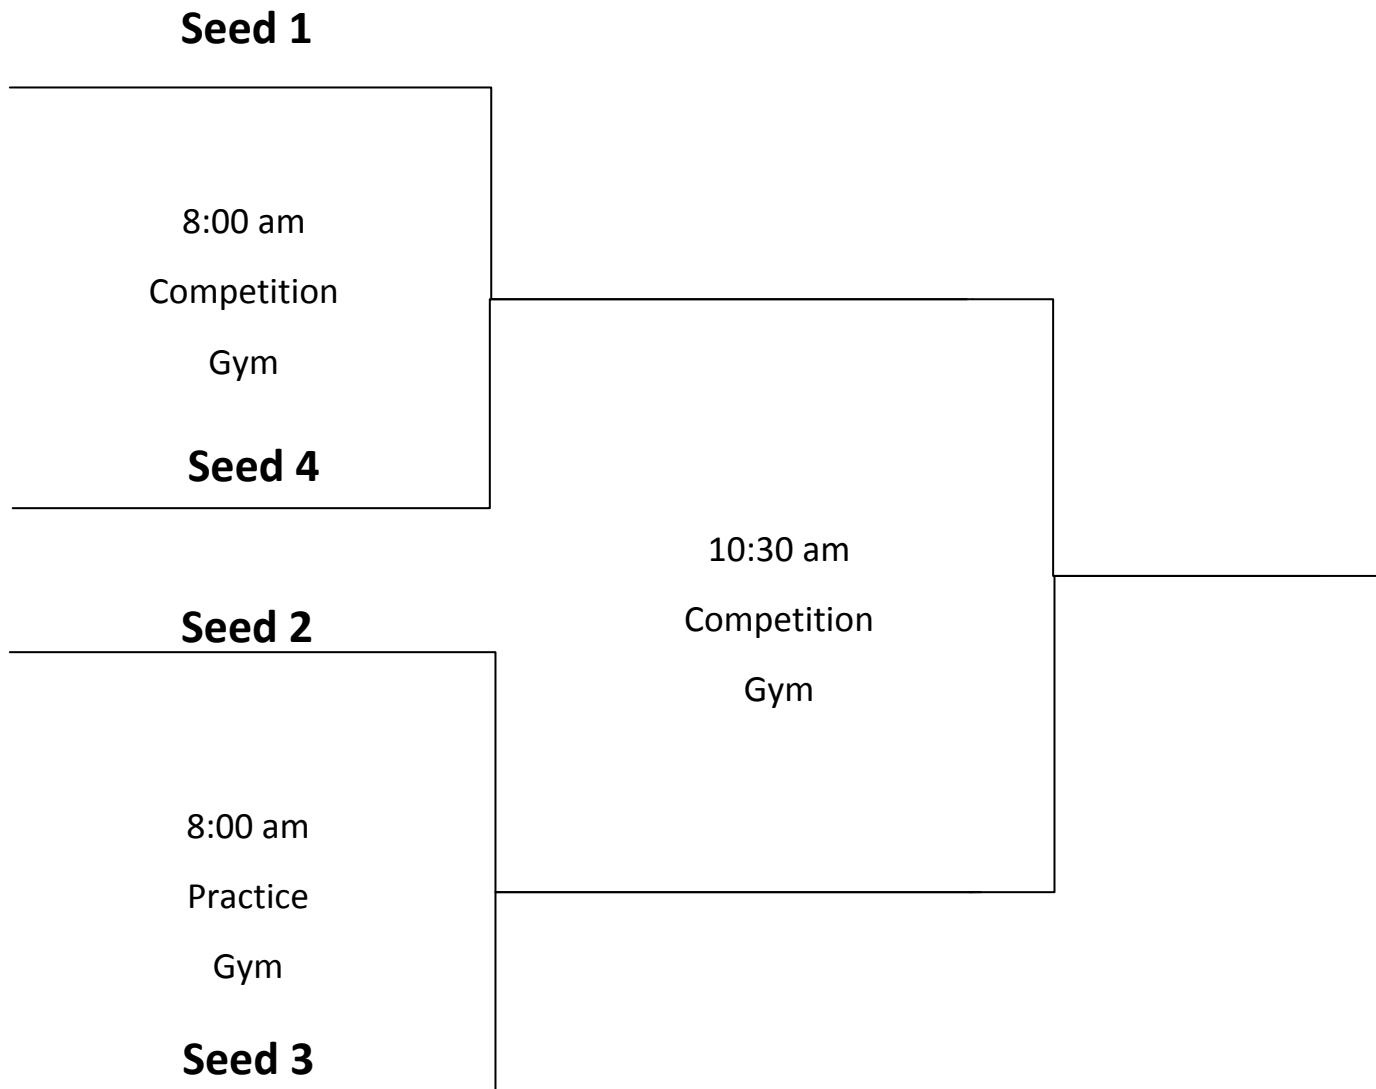 Seed 1
8:00 am
Competition
Gym
Seed 4
10:30 am
Competition
Gym
Seed 2
8:00 am
Practice
Gym
Seed 3